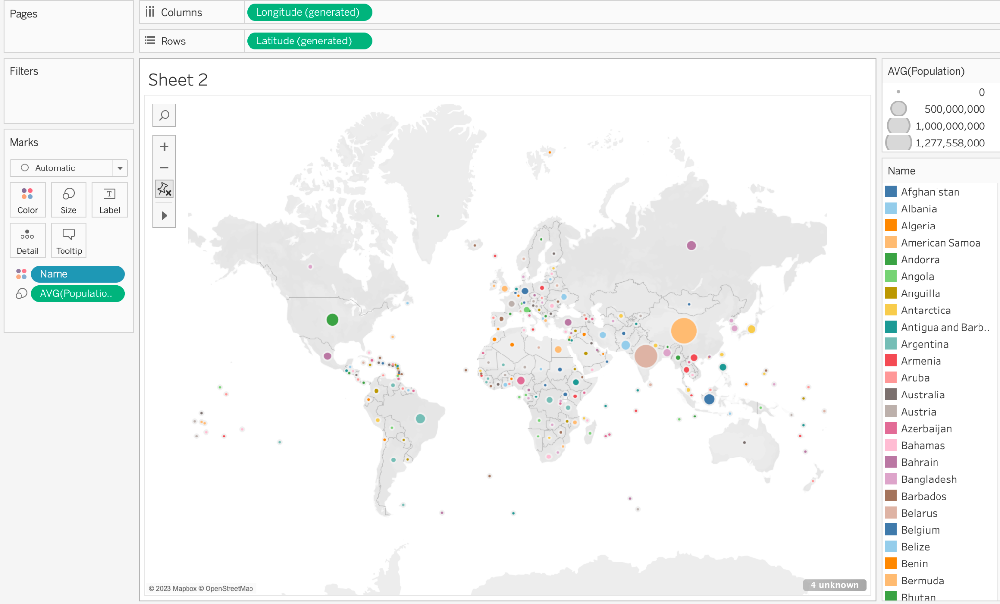 Pages
Columns
Longitude (generated)
Rows
Latitude (generated)
Filters
Marks
Automatic
Color
Size
T
Label
Detail
Tooltip
Name
AVG(Populatio..
Sheet 2
© 2023 Mapbox © OpenStreetMap
4 unknown
AVG(Population)
0
500,000,000
1,000,000,000
1,277,558,000
Name
Afghanistan
Albania
Algeria
American Samoa
Andorra
Angola
Anguilla
Antarctica
Antigua and Barb..
Argentina
Armenia
Aruba
Australia
Austria
Azerbaijan
Bahamas
Bahrain
Bangladesh
Barbados
Belarus
Belgium
Belize
Benin
Bermuda
Bhutan